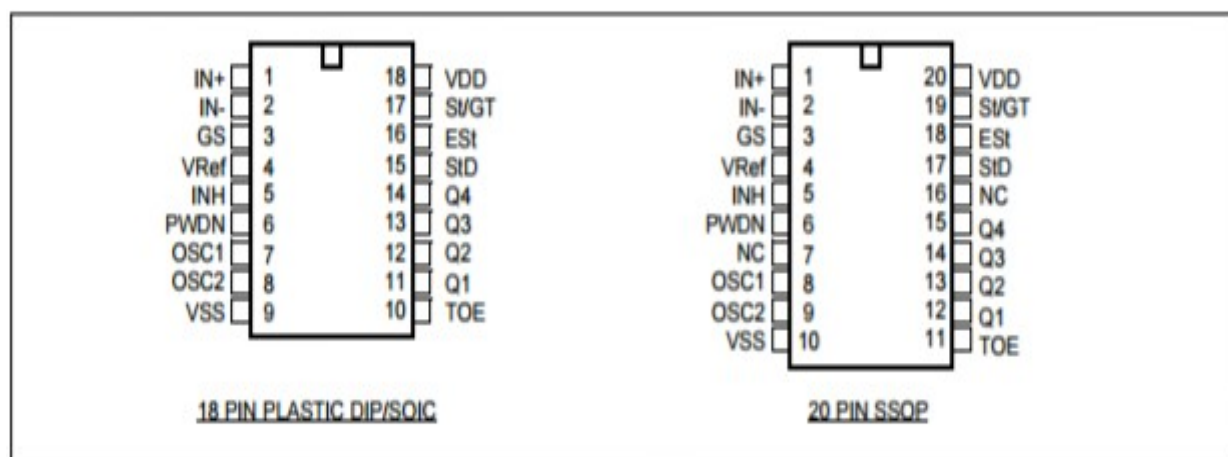 IN+ 1 18 VDD
IN- 2 17 St/GT
GS 3 16 ESt
VRef 4 15 StD
INH 5 14 Q4
PWDN 6 13 Q3
OSC1 7 12 Q2
OSC2 8 11 Q1
VSS 9 10 TOE
18 PIN PLASTIC DIP/SOIC
IN+ 1 20 VDD
IN- 2 19 St/GT
GS 3 18 ESt
VRef 4 17 StD
INH 5 16 NC
PWDN 6 15 Q4
NC 7 14 Q3
OSC1 8 13 Q2
OSC2 9 12 Q1
VSS 10 11 TOE
20 PIN SSOP